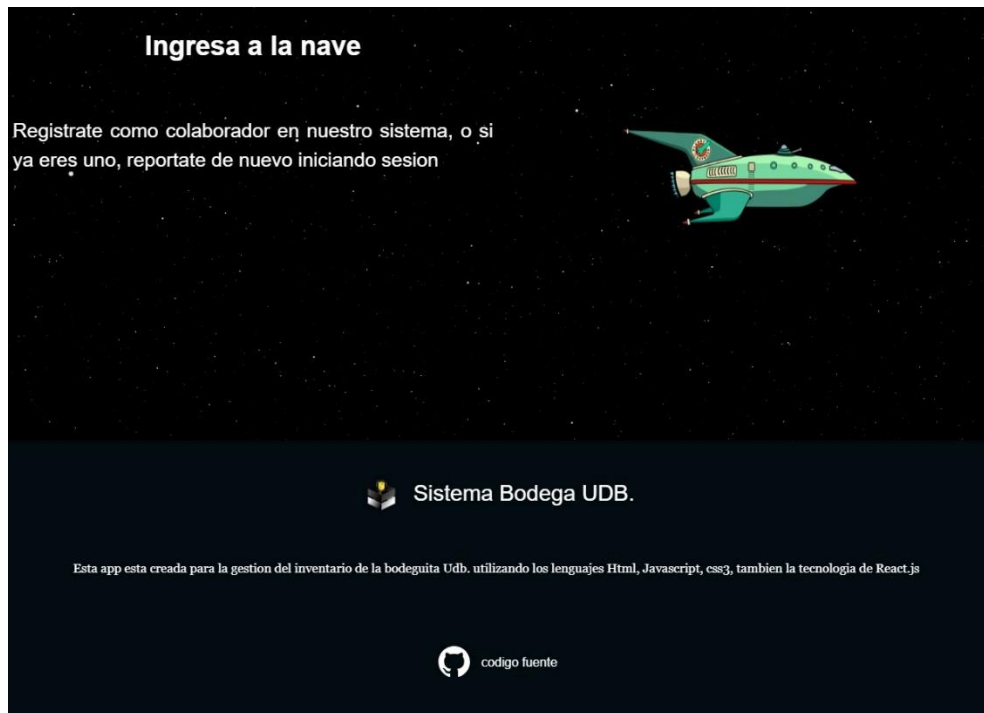 Ingresa a la nave
Registrate como colaborador en nuestro sistema, o si
ya eres uno, reportate de nuevo iniciando sesion
Sistema Bodega UDB.
Esta app esta creada para la gestion del inventario de la bodeguita Udb. utilizando los lenguajes Html, Javascript, css3, tambien la tecnologia de React.js
codigo fuente